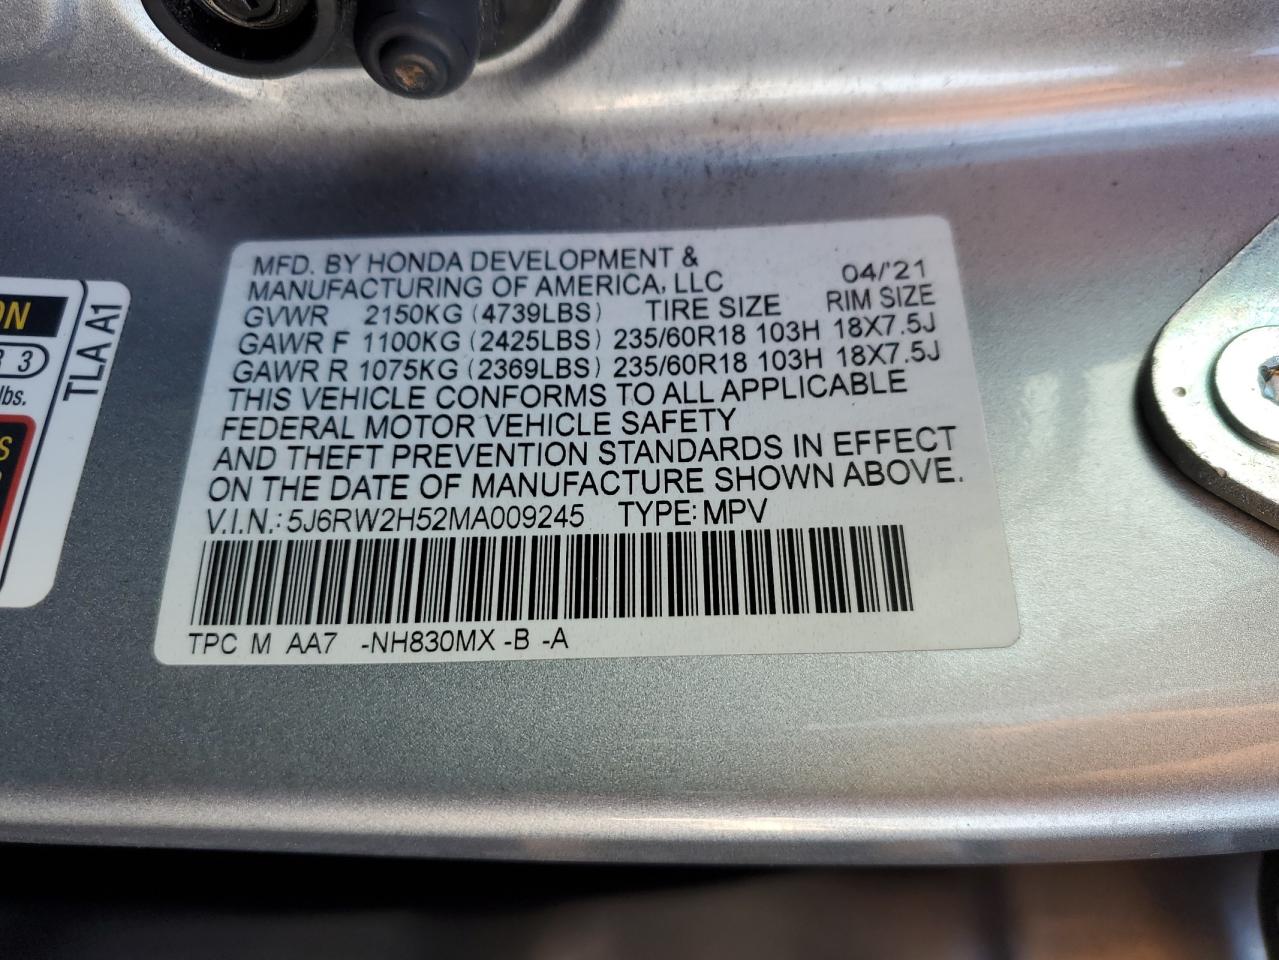 MFD. BY HONDA DEVELOPMENT &
MANUFACTURING OF AMERICA, LLC 04/'21
GVWR 2150KG (4739LBS) TIRE SIZE RIM SIZE
GAWR F 1100KG (2425LBS) 235/60R18 103H 18X7.5J
GAWR R 1075KG (2369LBS) 235/60R18 103H 18X7.5J
THIS VEHICLE CONFORMS TO ALL APPLICABLE
FEDERAL MOTOR VEHICLE SAFETY
AND THEFT PREVENTION STANDARDS IN EFFECT
ON THE DATE OF MANUFACTURE SHOWN ABOVE.
V.I.N.: 5J6RW2H52MA009245 TYPE: MPV
TPC M AA7 -NH830MX -B -A
TLA A1
3
lbs.